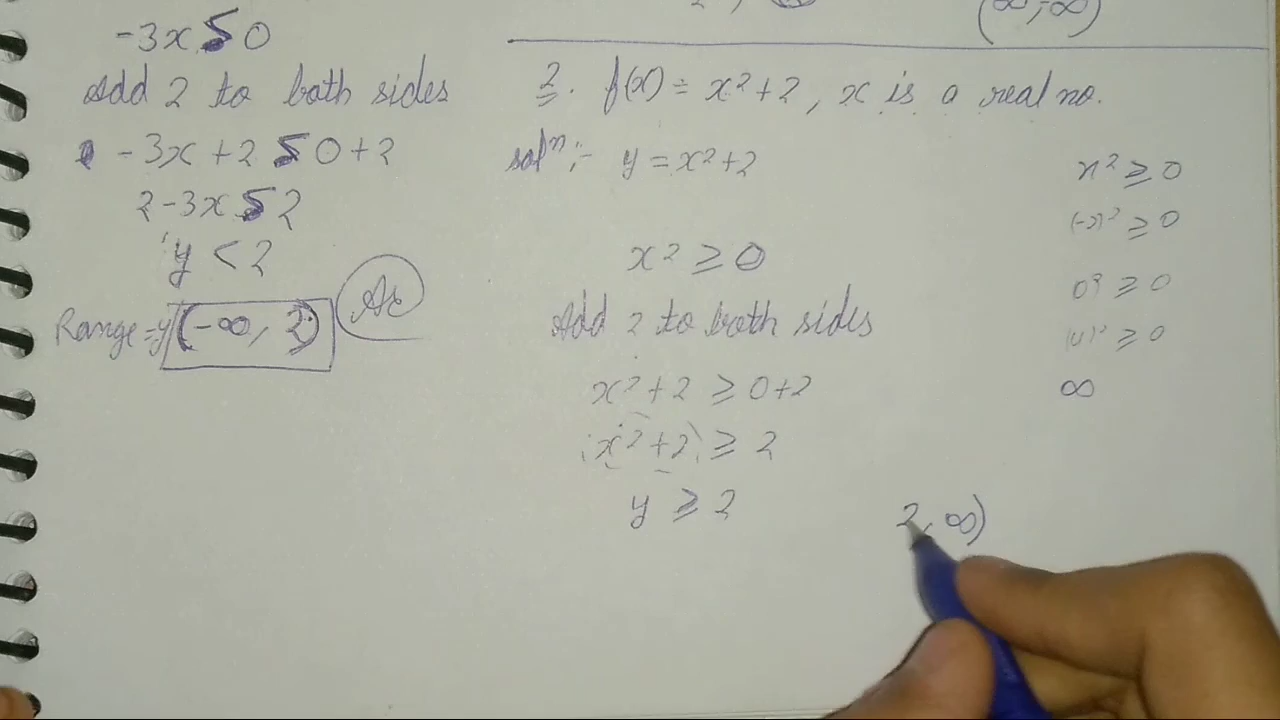 -3x < 0
Add 2 to both sides
-3x + 2 < 0 + 2
2 - 3x < 2
y < 2
Range = y (-∞, 2)
(∞, -∞)
2. f(x) = x² + 2, x is a real no.
solⁿ :- y = x² + 2
x² ≥ 0
Add 2 to both sides
x² + 2 ≥ 0 + 2
(x² + 2) ≥ 2
y ≥ 2
x² ≥ 0
0² ≥ 0
≥ 0
∞
2, ∞)